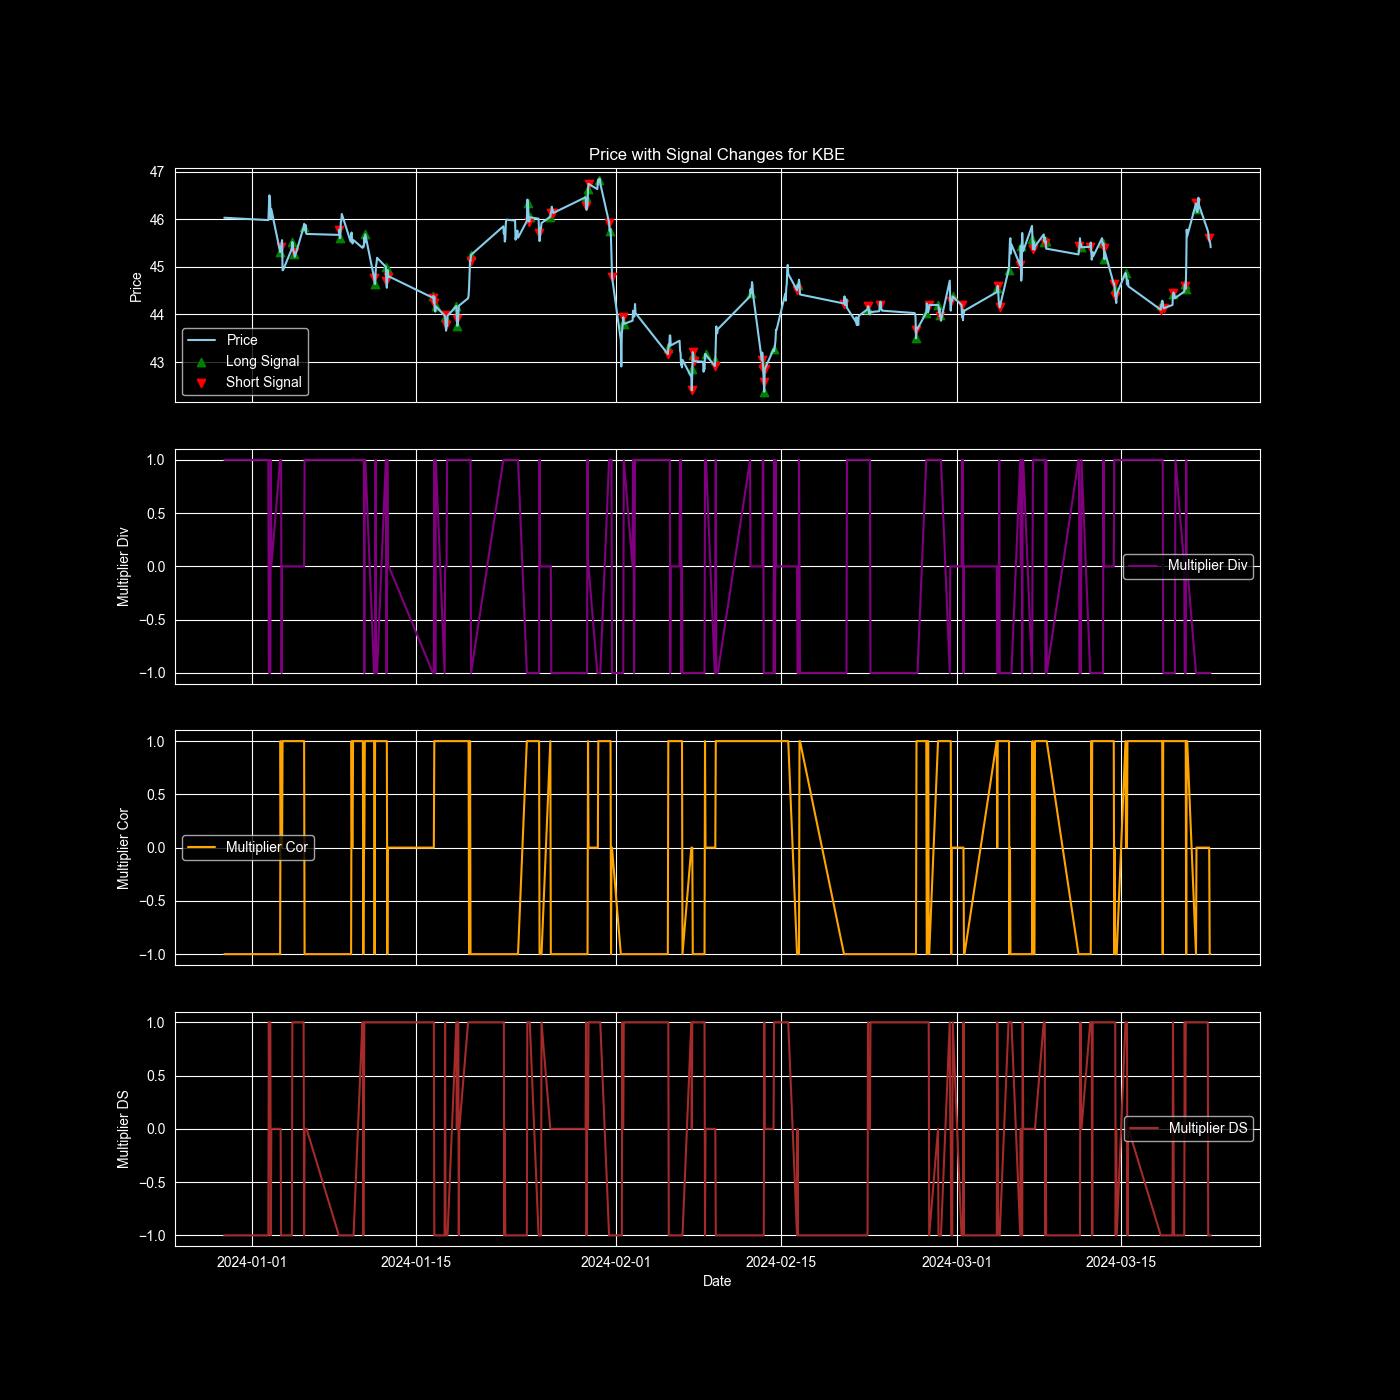 Price with Signal Changes for KBE
47
46
45
44
43
Price
Price
Long Signal
Short Signal
1.0
0.5
0.0
−0.5
−1.0
Multiplier Div
Multiplier Div
1.0
0.5
0.0
−0.5
−1.0
Multiplier Cor
Multiplier Cor
1.0
0.5
0.0
−0.5
−1.0
Multiplier DS
Multiplier DS
2024-01-01 2024-01-15 2024-02-01 2024-02-15 2024-03-01 2024-03-15
Date